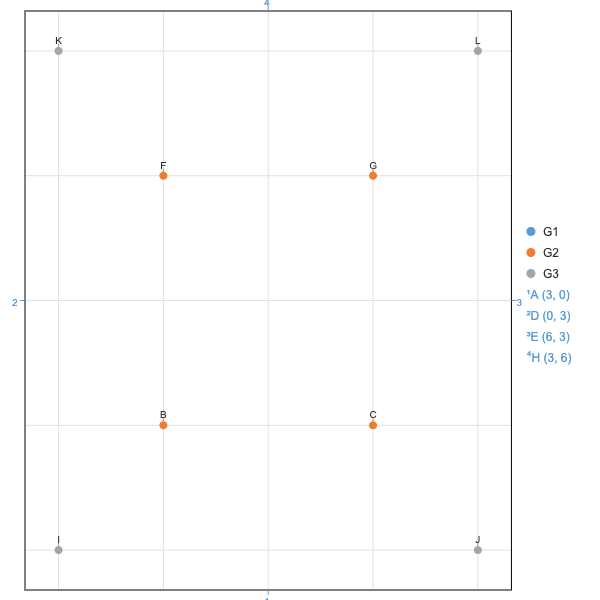 4
K L
F G
2 3
B C
I J
G1
G2
G3
¹A (3, 0)
²D (0, 3)
³E (6, 3)
⁴H (3, 6)